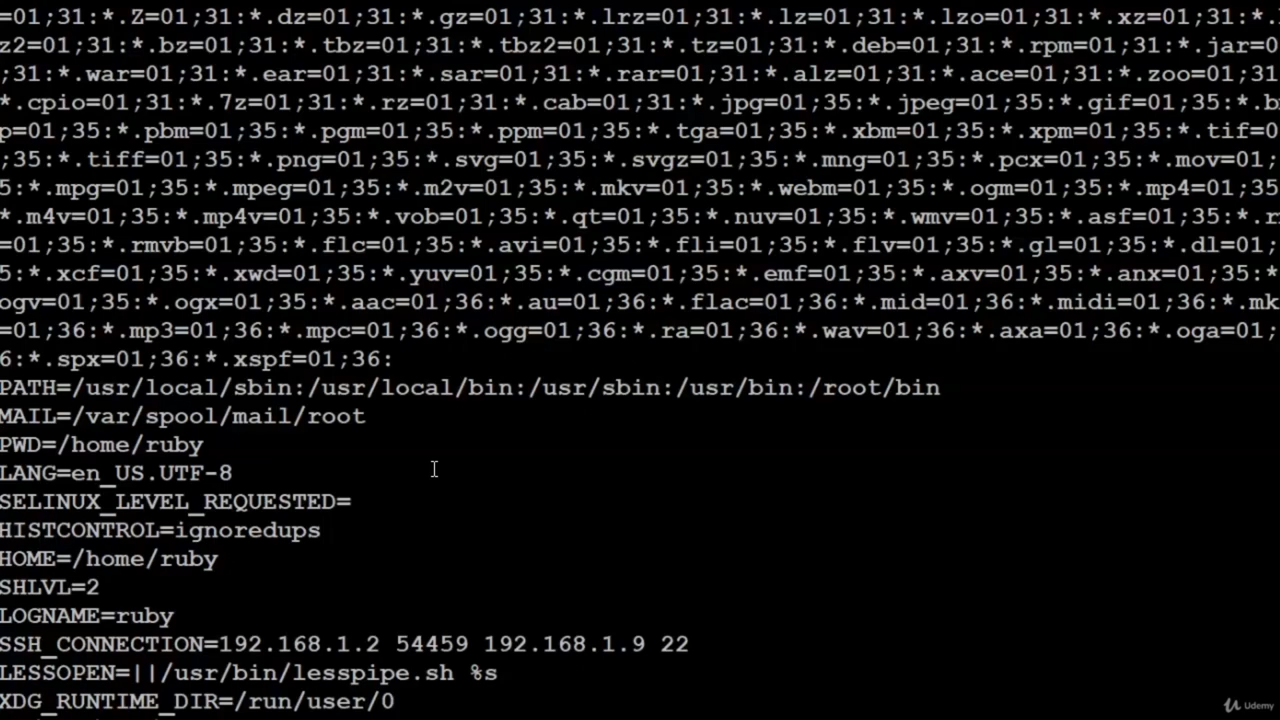 =01;31:*.Z=01;31:*.dz=01;31:*.gz=01;31:*.lrz=01;31:*.lz=01;31:*.lzo=01;31:*.xz=01;31:*.
z2=01;31:*.bz=01;31:*.tbz=01;31:*.tbz2=01;31:*.tz=01;31:*.deb=01;31:*.rpm=01;31:*.jar=0
;31:*.war=01;31:*.ear=01;31:*.sar=01;31:*.rar=01;31:*.alz=01;31:*.ace=01;31:*.zoo=01;31
*.cpio=01;31:*.7z=01;31:*.rz=01;31:*.cab=01;31:*.jpg=01;35:*.jpeg=01;35:*.gif=01;35:*.b
p=01;35:*.pbm=01;35:*.pgm=01;35:*.ppm=01;35:*.tga=01;35:*.xbm=01;35:*.xpm=01;35:*.tif=0
;35:*.tiff=01;35:*.png=01;35:*.svg=01;35:*.svgz=01;35:*.mng=01;35:*.pcx=01;35:*.mov=01;
5:*.mpg=01;35:*.mpeg=01;35:*.m2v=01;35:*.mkv=01;35:*.webm=01;35:*.ogm=01;35:*.mp4=01;35
*.m4v=01;35:*.mp4v=01;35:*.vob=01;35:*.qt=01;35:*.nuv=01;35:*.wmv=01;35:*.asf=01;35:*.r
=01;35:*.rmvb=01;35:*.flc=01;35:*.avi=01;35:*.fli=01;35:*.flv=01;35:*.gl=01;35:*.dl=01;
5:*.xcf=01;35:*.xwd=01;35:*.yuv=01;35:*.cgm=01;35:*.emf=01;35:*.axv=01;35:*.anx=01;35:*
ogv=01;35:*.ogx=01;35:*.aac=01;36:*.au=01;36:*.flac=01;36:*.mid=01;36:*.midi=01;36:*.mk
=01;36:*.mp3=01;36:*.mpc=01;36:*.ogg=01;36:*.ra=01;36:*.wav=01;36:*.axa=01;36:*.oga=01;
6:*.spx=01;36:*.xspf=01;36:
PATH=/usr/local/sbin:/usr/local/bin:/usr/sbin:/usr/bin:/root/bin
MAIL=/var/spool/mail/root
PWD=/home/ruby
LANG=en_US.UTF-8
SELINUX_LEVEL_REQUESTED=
HISTCONTROL=ignoredups
HOME=/home/ruby
SHLVL=2
LOGNAME=ruby
SSH_CONNECTION=192.168.1.2 54459 192.168.1.9 22
LESSOPEN=||/usr/bin/lesspipe.sh %s
XDG_RUNTIME_DIR=/run/user/0
Udemy